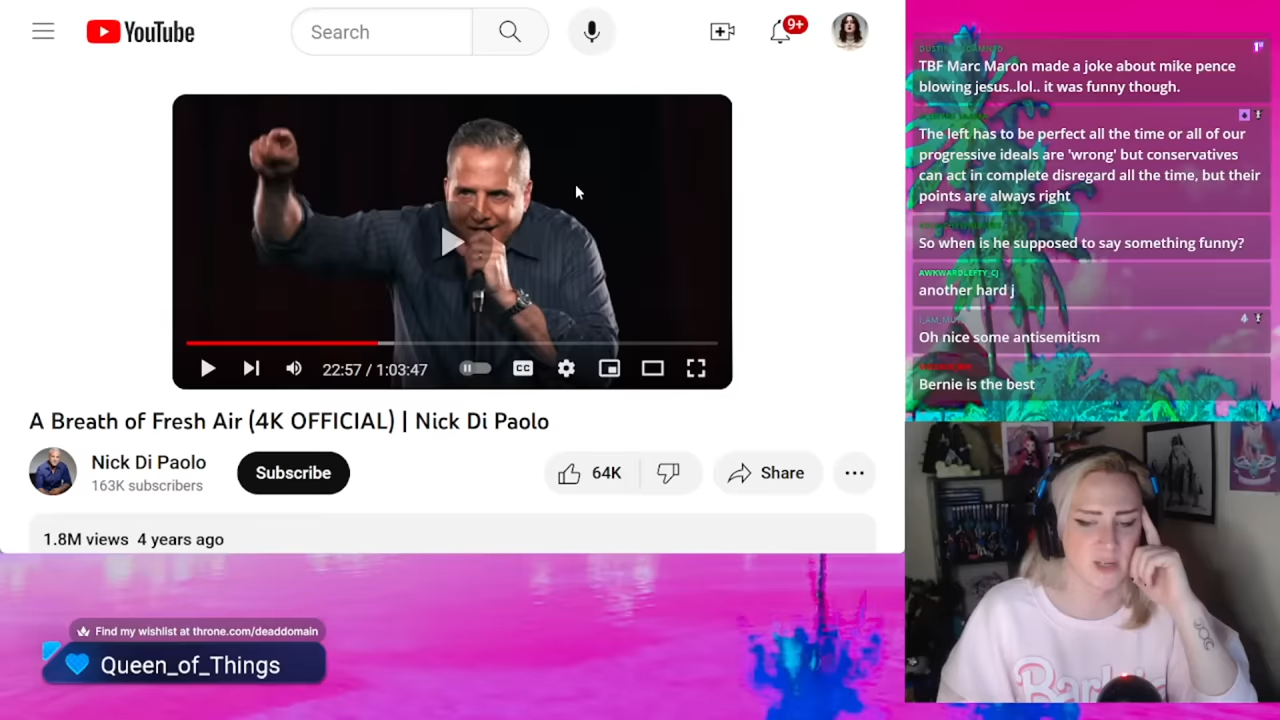 YouTube
Search
9+
22:57 / 1:03:47
CC
A Breath of Fresh Air (4K OFFICIAL) | Nick Di Paolo
Nick Di Paolo
163K subscribers
Subscribe
64K
Share
1.8M views 4 years ago
Find my wishlist at throne.com/deaddomain
Queen_of_Things
TBF Marc Maron made a joke about mike pence
blowing jesus..lol.. it was funny though.
The left has to be perfect all the time or all of our
progressive ideals are 'wrong' but conservatives
can act in complete disregard all the time, but their
points are always right
So when is he supposed to say something funny?
AWKWARDLEFTY_CJ
another hard j
Oh nice some antisemitism
Bernie is the best